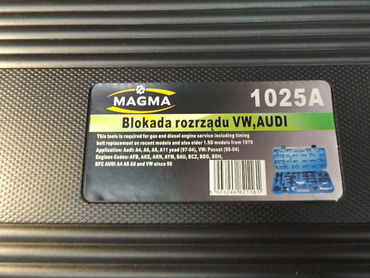 MAGMA
1025A
Blokada rozrządu VW,AUDI
This tools is required for gas and diesel engine service including timing
belt replacement on recent models and also older 1.9D models from 1976
Application: Audi: A4, A6, A8, A11 yead (97-04), VW: Passat (98-04)
Engines Codes: AFB, AKE, AKN, AYM, BAU, BCZ, BDG, BDH,
BFC AUDI A4 A6 A8 and VW since 98